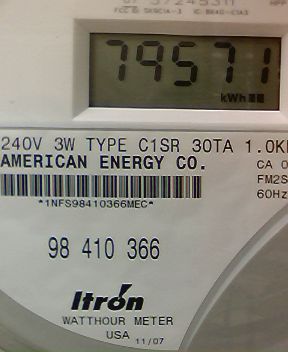 79571
kWh
240V 3W TYPE C1SR 30TA 1.0K
AMERICAN ENERGY CO.
CA 0
FM2S
60Hz
*1NFS98410366MEC*
98 410 366
Itron
WATTHOUR METER
USA 11/07